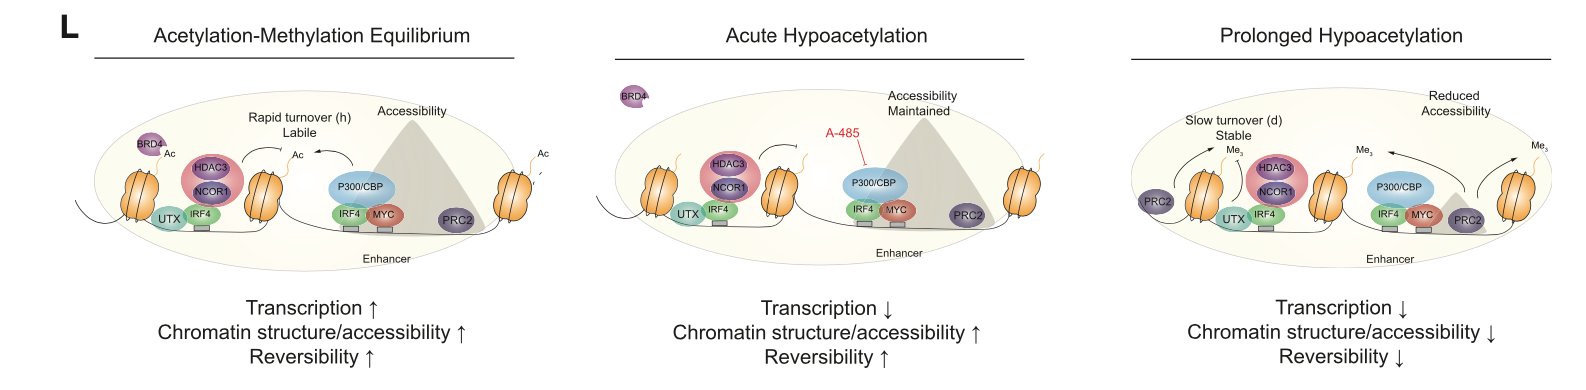 L
Acetylation-Methylation Equilibrium
Accessibility
Rapid turnover (h)
Labile
BRD4
Ac
Ac
Ac
HDAC3
NCOR1
P300/CBP
UTX
IRF4
IRF4
MYC
PRC2
Enhancer
Transcription ↑
Chromatin structure/accessibility ↑
Reversibility ↑
Acute Hypoacetylation
BRD4
Accessibility
Maintained
A-485
HDAC3
NCOR1
P300/CBP
UTX
IRF4
IRF4
MYC
PRC2
Enhancer
Transcription ↓
Chromatin structure/accessibility ↑
Reversibility ↑
Prolonged Hypoacetylation
Reduced
Accessibility
Slow turnover (d)
Stable
Me3
Me3
Me3
HDAC3
NCOR1
P300/CBP
PRC2
UTX
IRF4
IRF4
MYC
PRC2
Enhancer
Transcription ↓
Chromatin structure/accessibility ↓
Reversibility ↓